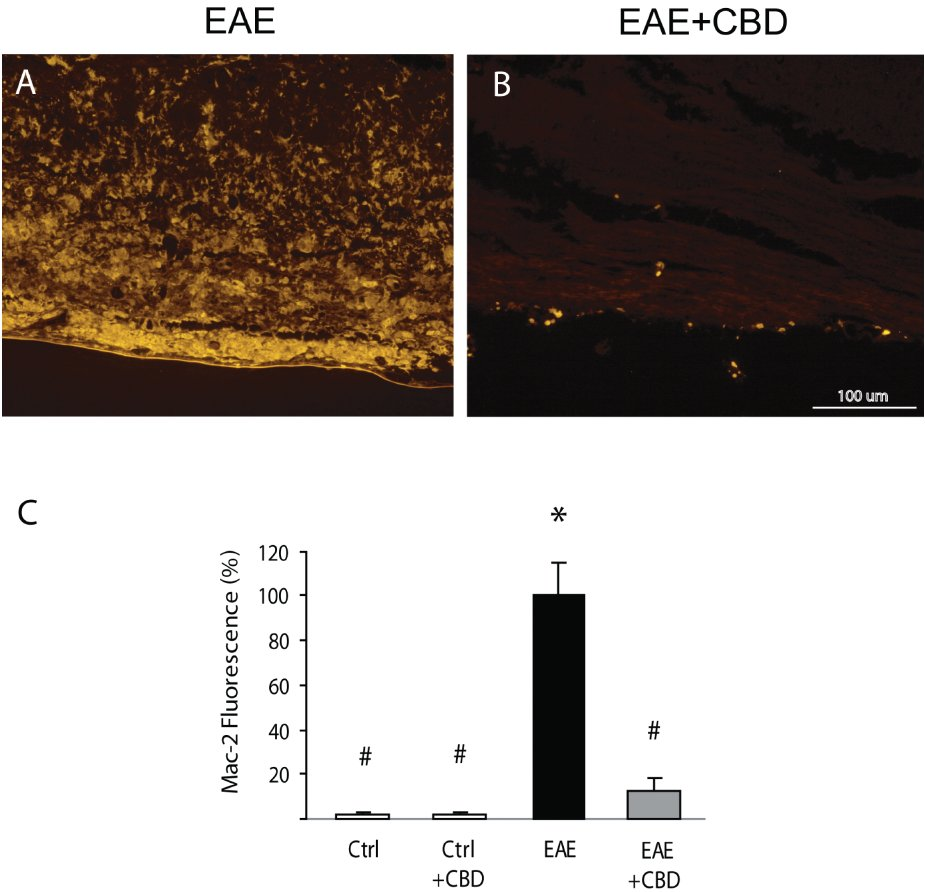 EAE
EAE+CBD
A
B
100 um
C
*
Mac-2 Fluorescence (%)
120
100
80
60
40
20
#
#
#
Ctrl
Ctrl
+CBD
EAE
EAE
+CBD